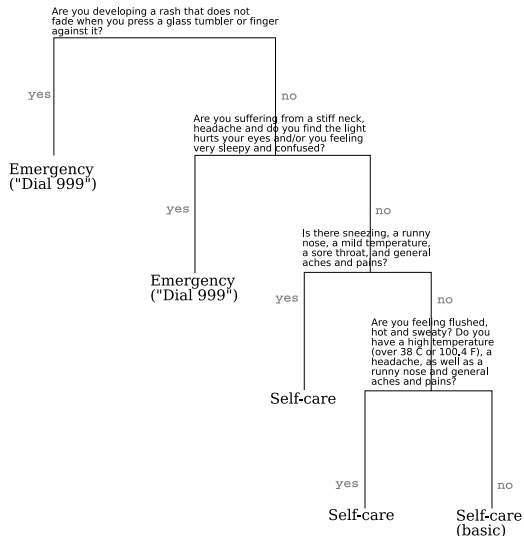 Are you developing a rash that does not
fade when you press a glass tumbler or finger
against it?
yes
no
Are you suffering from a stiff neck,
headache and do you find the light
hurts your eyes and/or you feeling
very sleepy and confused?
Emergency
("Dial 999")
yes
no
Is there sneezing, a runny
nose, a mild temperature,
a sore throat, and general
aches and pains?
Emergency
("Dial 999")
yes
no
Are you feeling flushed,
hot and sweaty? Do you
have a high temperature
(over 38 C or 100.4 F), a
headache, as well as a
runny nose and general
aches and pains?
Self-care
yes
no
Self-care
Self-care
(basic)